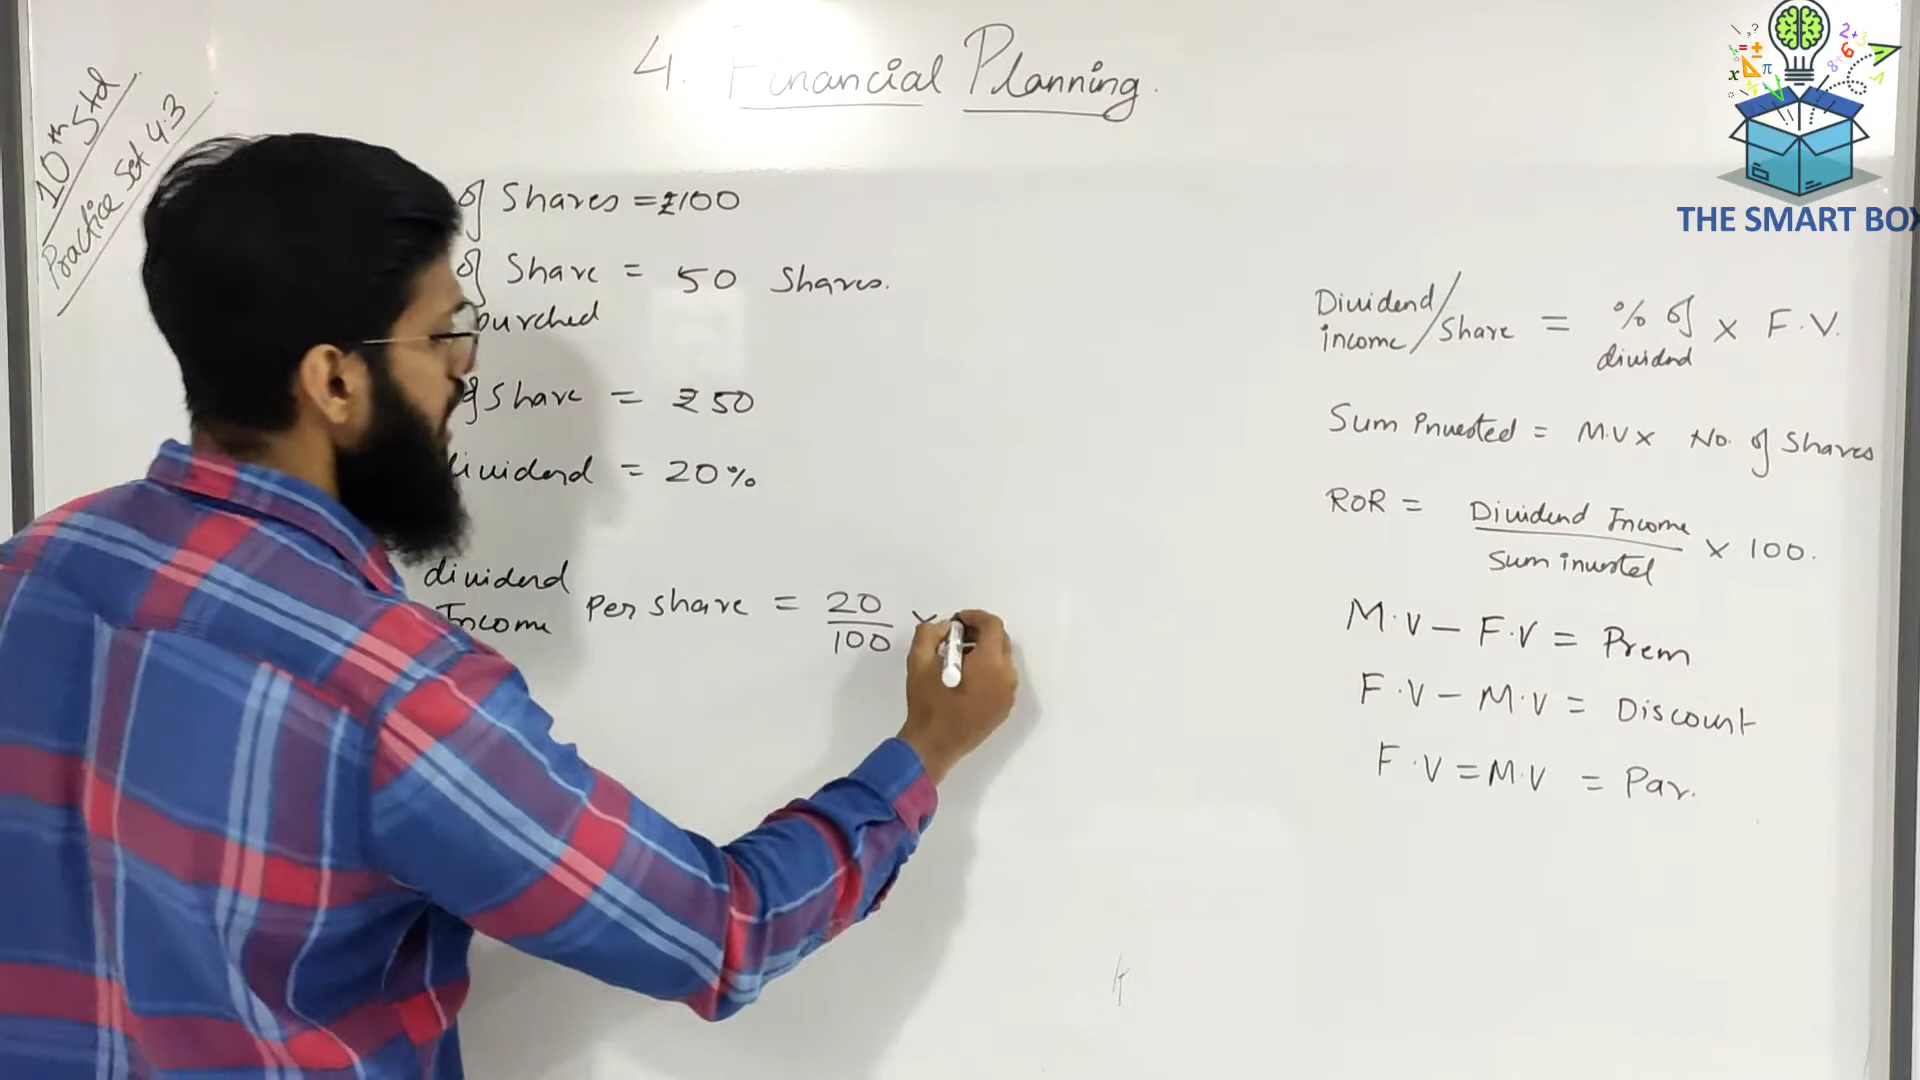 4. Financial Planning.
10th Std
Practice Set 4.3
of Shares = ₹100
of Share = 50 Shares.
purched
of Share = ₹50
dividend = 20%
dividend
Income Per share = 20/100 ×
Dividend income/Share = % of dividend × F.V.
Sum Invested = M.V × No. of Shares
ROR = Dividend Income/Sum invested × 100.
M.V – F.V = Prem
F.V – M.V = Discount
F.V = M.V = Par.
THE SMART BOX